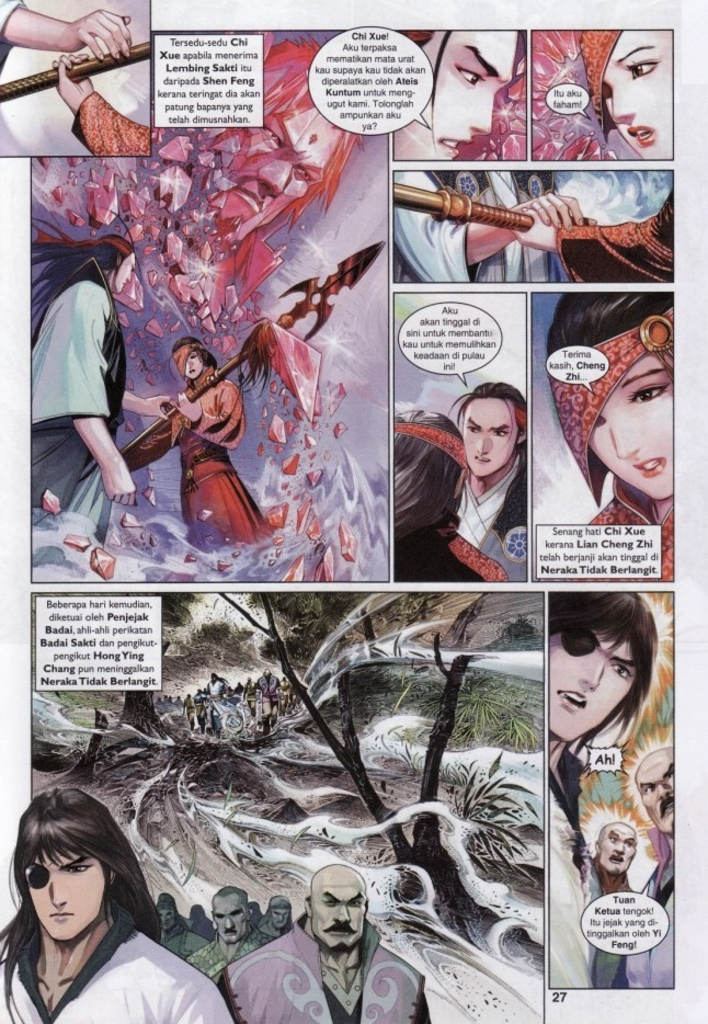 Tersedu-sedu Chi
Xue apabila menerima
Lembing Sakti itu
daripada Shen Feng
kerana teringat dia akan
patung bapanya yang
telah dimusnahkan.
Chi Xue!
Aku terpaksa
mematikan mata urat
kau supaya kau tidak akan
diperalatkan oleh Ateis
Kuntum untuk meng-
ugut kami. Tolonglah
ampunkan aku
ya?
Itu aku
faham!
Aku
akan tinggal di
sini untuk membantu
kau untuk memulihkan
keadaan di pulau
ini!
Terima
kasih, Cheng
Zhi...
Senang hati Chi Xue
kerana Lian Cheng Zhi
telah berjanji akan tinggal di
Neraka Tidak Berlangit.
Beberapa hari kemudian,
diketuai oleh Penjejak
Badai, ahli-ahli perikatan
Badai Sakti dan pengikut-
pengikut Hong Ying
Chang pun meninggalkan
Neraka Tidak Berlangit.
Ah!
Tuan
Ketua tengok!
Itu jejak yang di-
tinggalkan oleh Yi
Feng!
27